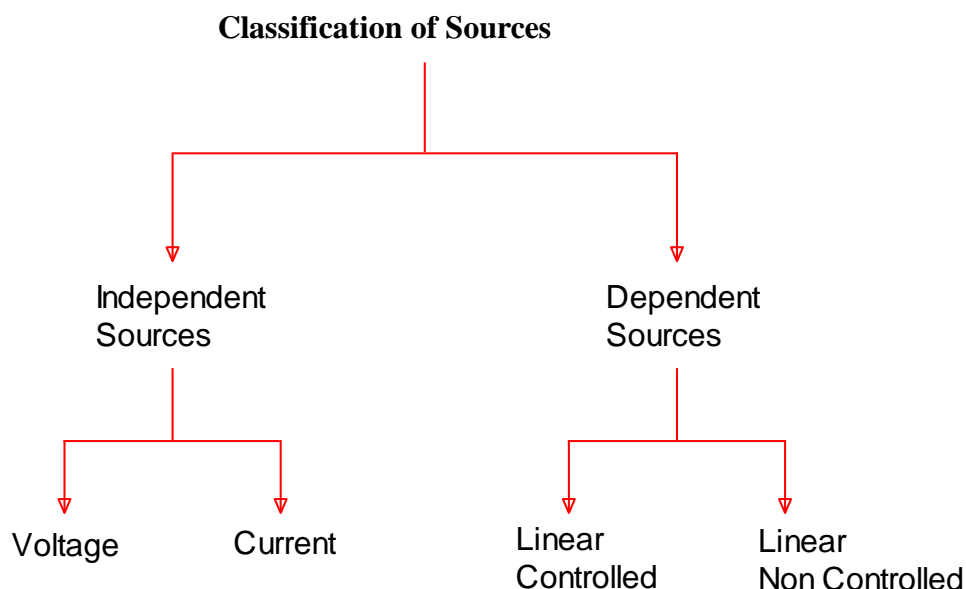 Classification of Sources
Independent
Sources
Dependent
Sources
Voltage
Current
Linear
Controlled
Linear
Non Controlled